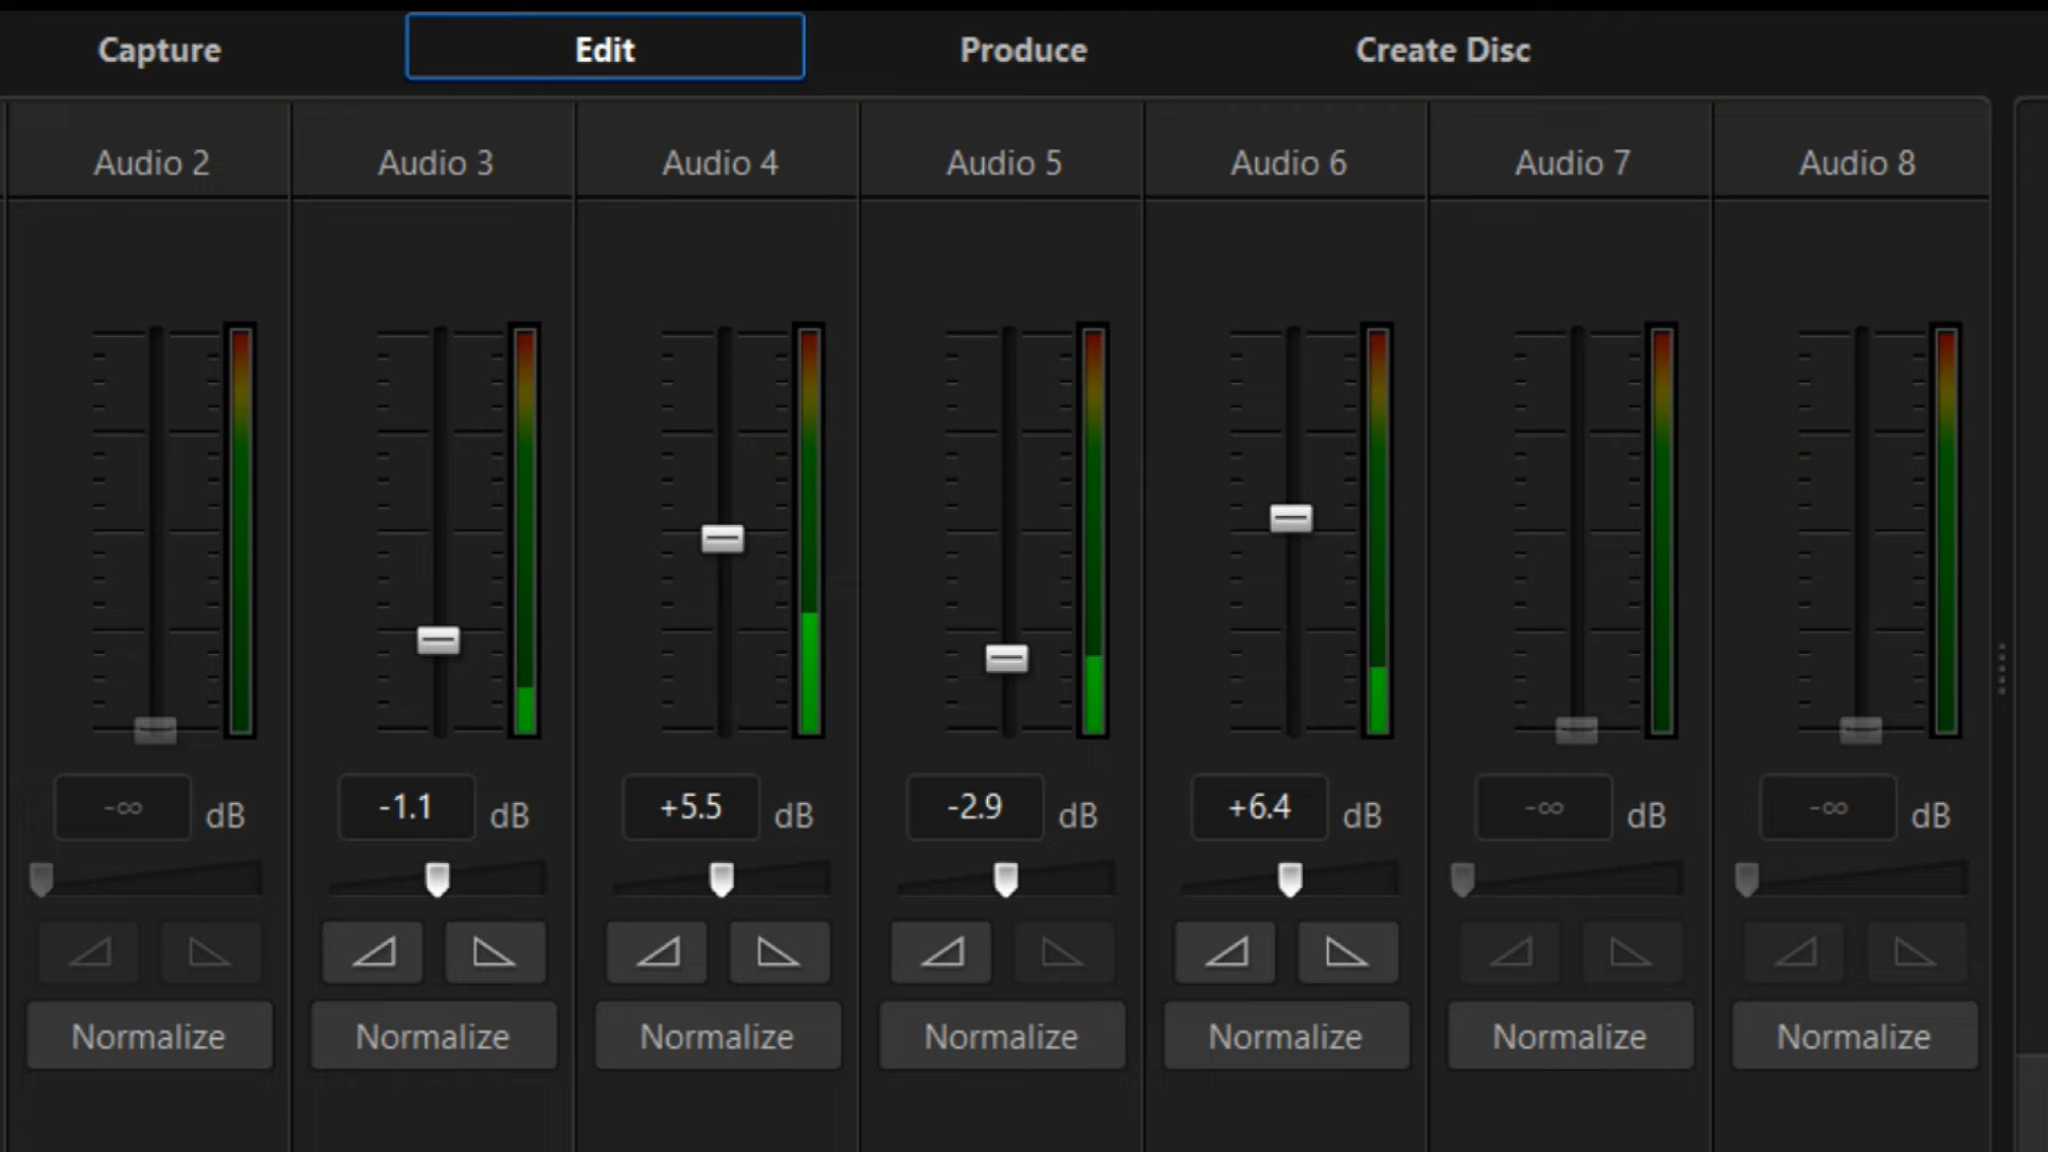 Capture Edit Produce Create Disc
Audio 2 Audio 3 Audio 4 Audio 5 Audio 6 Audio 7 Audio 8
-∞ dB -1.1 dB +5.5 dB -2.9 dB +6.4 dB -∞ dB -∞ dB
Normalize Normalize Normalize Normalize Normalize Normalize Normalize